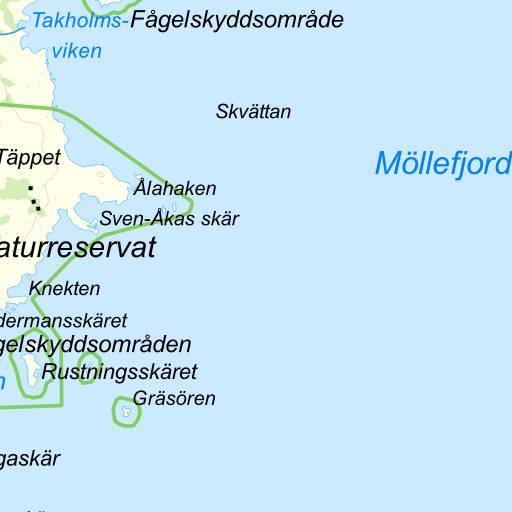 Takholms-
viken
Fågelskyddsområde
Skvättan
Möllefjord
Täppet
Ålahaken
Sven-Åkas skär
aturreservat
Knekten
dermansskäret
gelskyddsområden
Rustningsskäret
Gräsören
gaskär